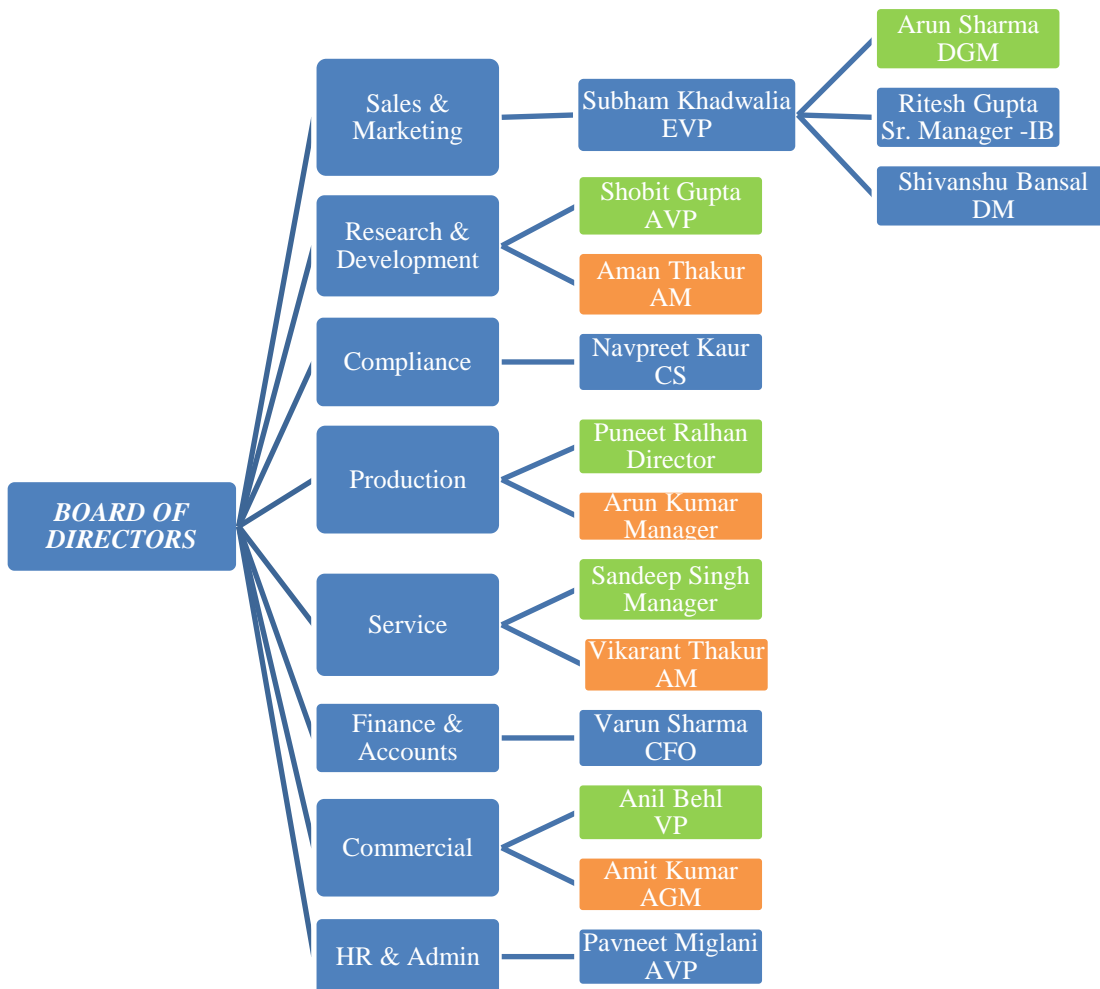 BOARD OF
DIRECTORS
Sales &
Marketing
Subham Khadwalia
EVP
Arun Sharma
DGM
Ritesh Gupta
Sr. Manager -IB
Shivanshu Bansal
DM
Research &
Development
Shobit Gupta
AVP
Aman Thakur
AM
Compliance
Navpreet Kaur
CS
Production
Puneet Ralhan
Director
Arun Kumar
Manager
Service
Sandeep Singh
Manager
Vikarant Thakur
AM
Finance &
Accounts
Varun Sharma
CFO
Commercial
Anil Behl
VP
Amit Kumar
AGM
HR & Admin
Pavneet Miglani
AVP